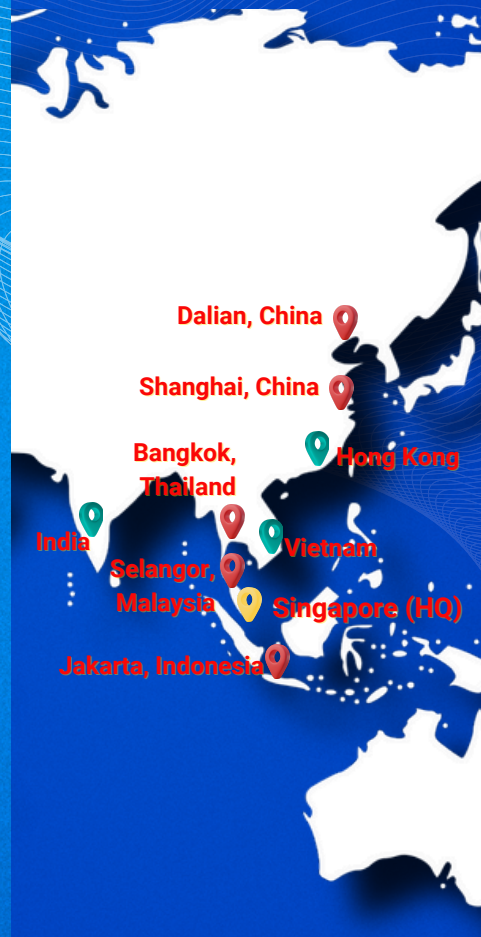 Dalian, China
Shanghai, China
Bangkok,
Thailand
Hong Kong
India
Vietnam
Selangor,
Malaysia
Singapore (HQ)
Jakarta, Indonesia